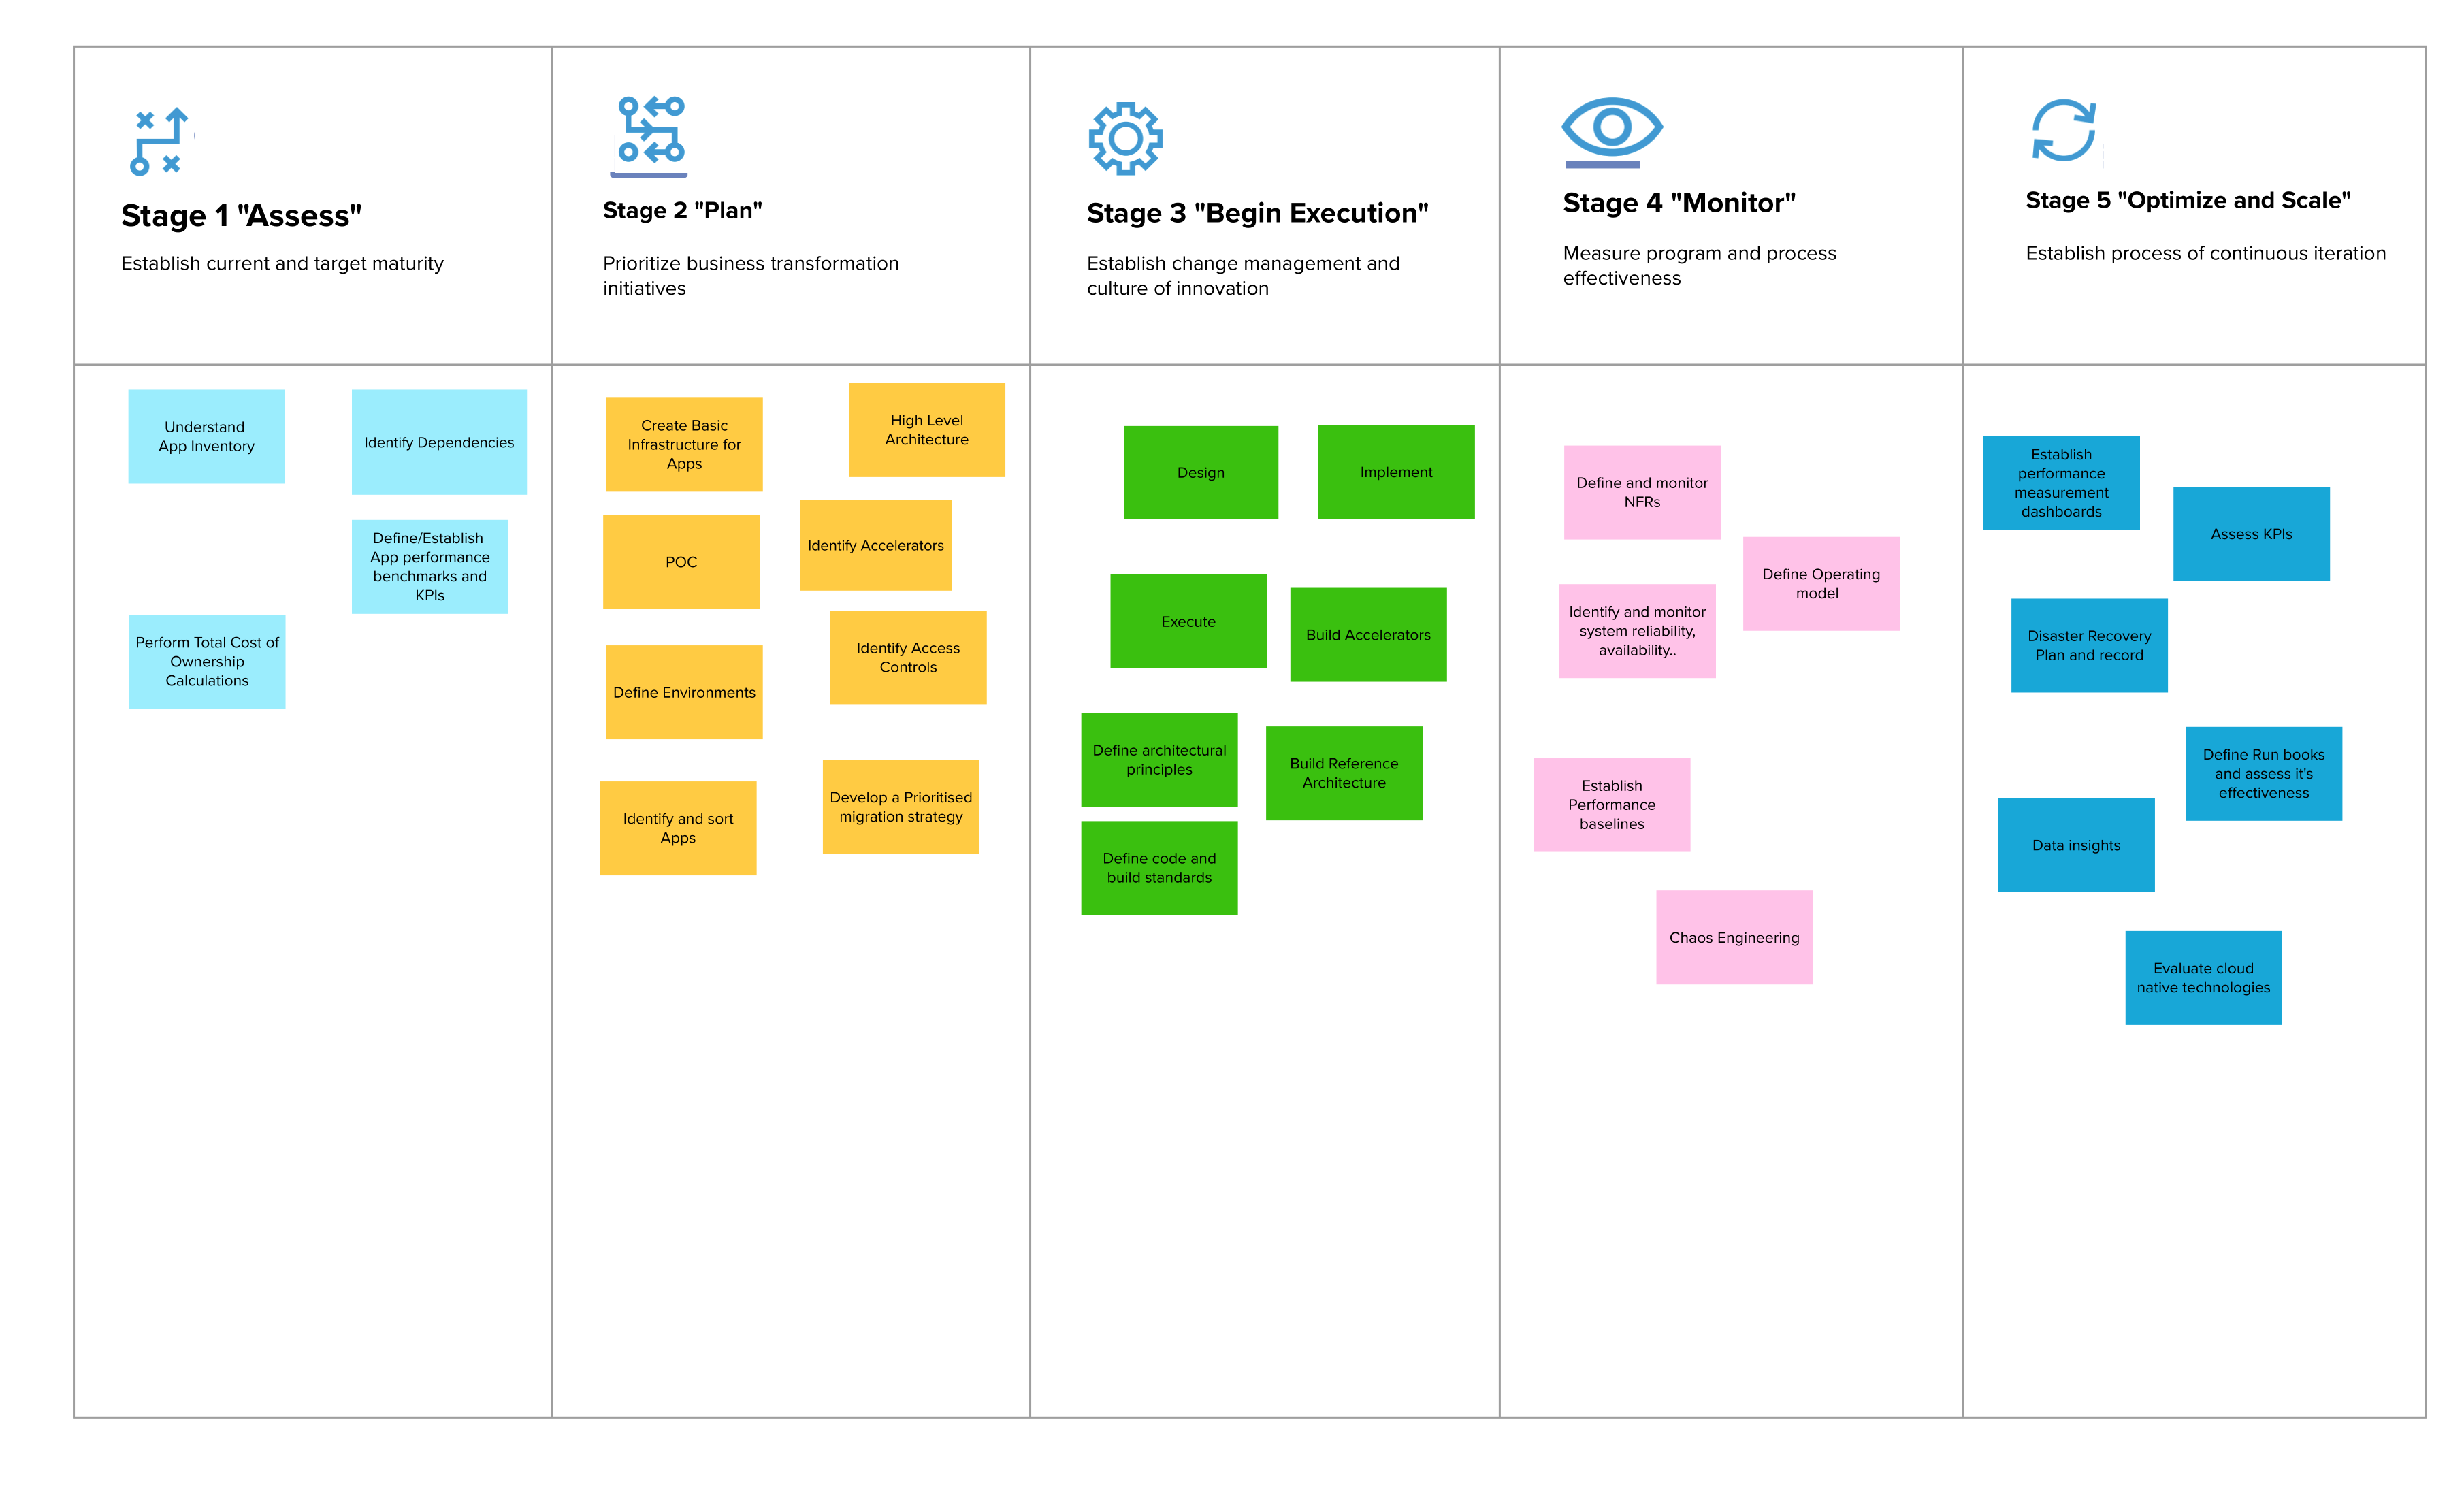 Stage 1 "Assess"
Establish current and target maturity
Stage 2 "Plan"
Prioritize business transformation
initiatives
Stage 3 "Begin Execution"
Establish change management and
culture of innovation
Stage 4 "Monitor"
Measure program and process
effectiveness
Stage 5 "Optimize and Scale"
Establish process of continuous iteration
Understand
App Inventory
Identify Dependencies
Define/Establish
App performance
benchmarks and
KPIs
Perform Total Cost of
Ownership
Calculations
Create Basic
Infrastructure for
Apps
High Level
Architecture
POC
Identify Accelerators
Identify Access
Controls
Define Environments
Identify and sort
Apps
Develop a Prioritised
migration strategy
Design
Implement
Execute
Build Accelerators
Define architectural
principles
Build Reference
Architecture
Define code and
build standards
Define and monitor
NFRs
Define Operating
model
Identify and monitor
system reliability,
availability..
Establish
Performance
baselines
Chaos Engineering
Establish
performance
measurement
dashboards
Assess KPIs
Disaster Recovery
Plan and record
Define Run books
and assess it's
effectiveness
Data insights
Evaluate cloud
native technologies